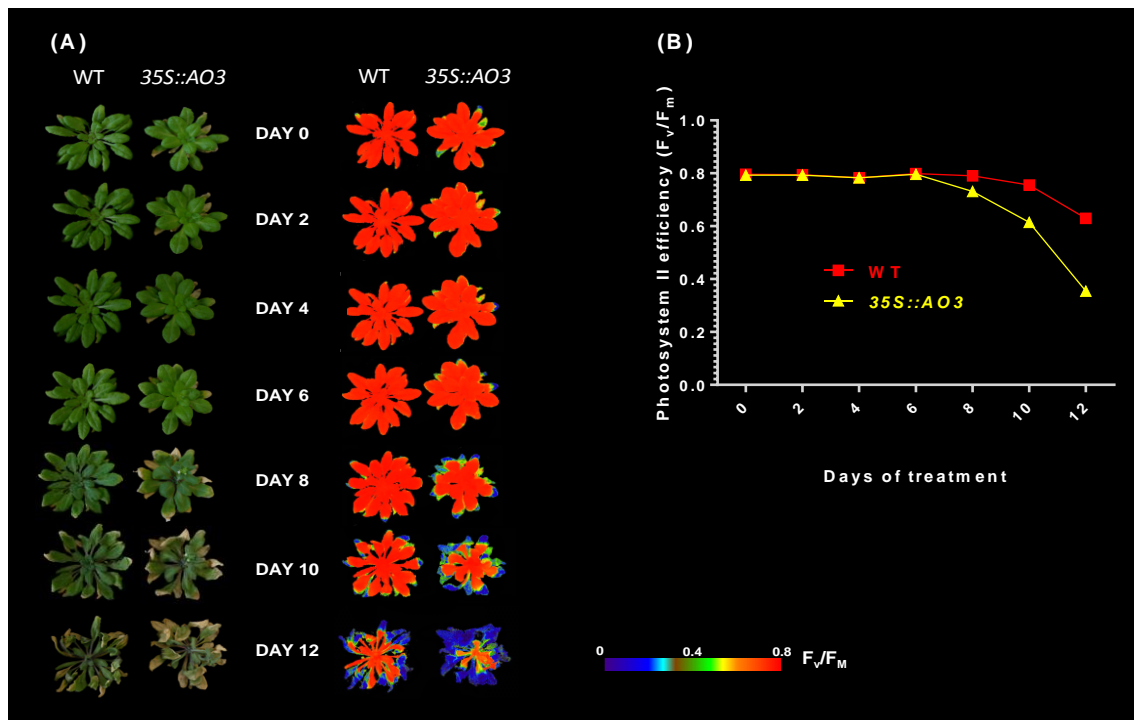 (A)
WT 35S::AO3 WT 35S::AO3
DAY 0
DAY 2
DAY 4
DAY 6
DAY 8
DAY 10
DAY 12
(B)
Photosystem II efficiency (Fv/Fm)
1.0
0.8
0.6
0.4
0.2
0.0
WT
35S::AO3
0 2 4 6 8 10 12
Days of treatment
0 0.4 0.8 Fv/FM